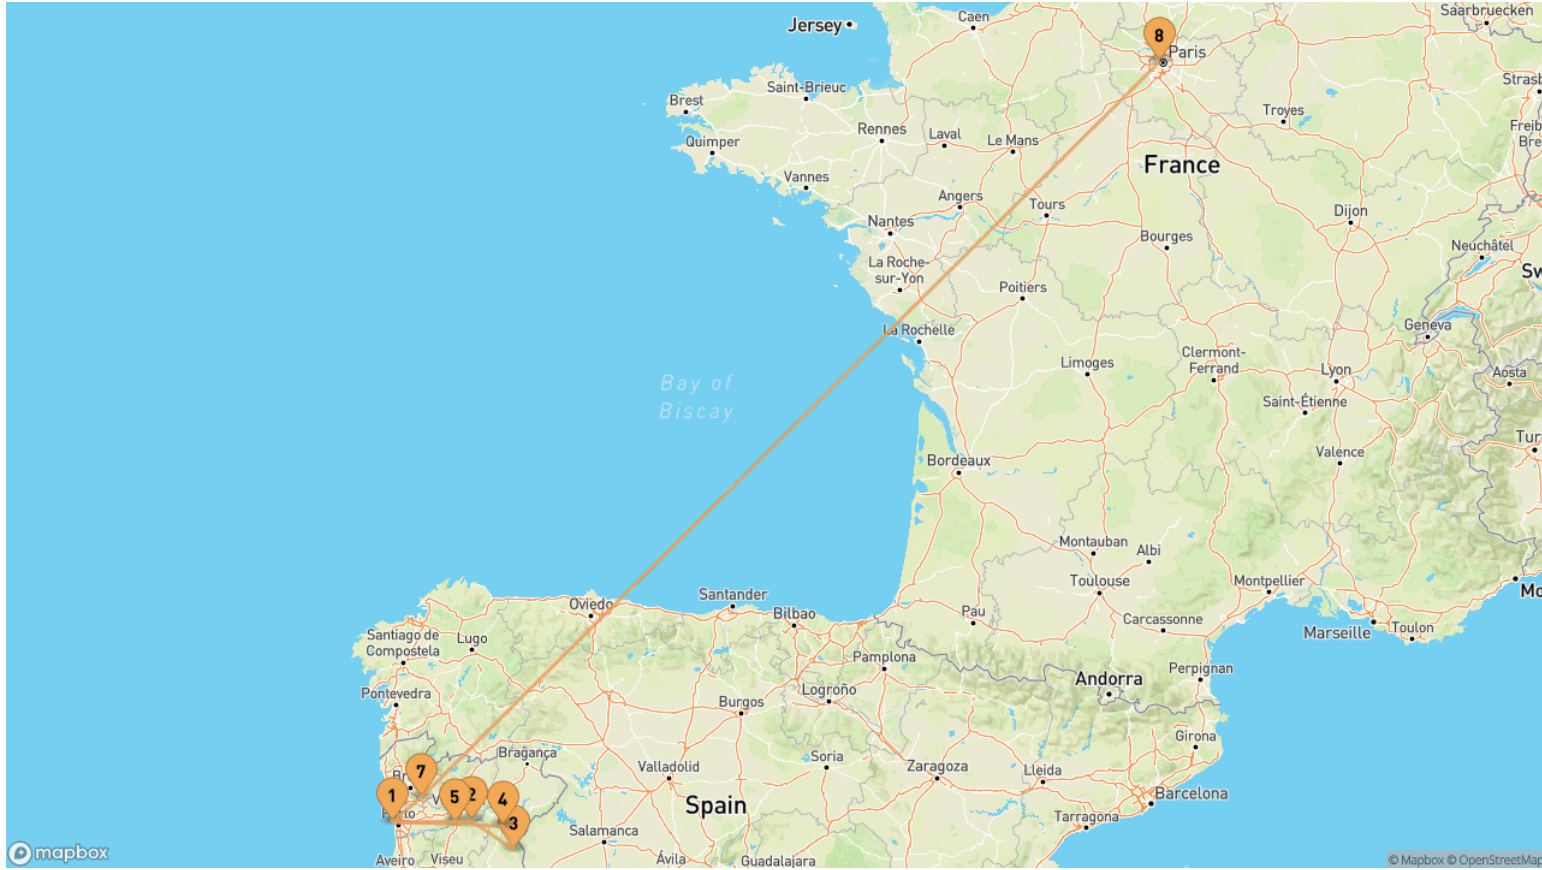 Jersey
Caen
8
Paris
Saarbruecken
Strasb
Brest
Saint-Brieuc
Troyes
Freib
Bre
Quimper
Rennes
Laval
Le Mans
France
Vannes
Angers
Tours
Dijon
Nantes
Bourges
Neuchâtel
Sw
La Roche-
sur-Yon
Poitiers
La Rochelle
Geneva
Bay of
Biscay
Limoges
Clermont-
Ferrand
Lyon
Aosta
Saint-Étienne
Tur
Bordeaux
Valence
Montauban
Albi
Toulouse
Montpellier
Mo
Oviedo
Santander
Bilbao
Pau
Carcassonne
Marseille
Toulon
Santiago de
Compostela
Lugo
Pamplona
Perpignan
Pontevedra
Logroño
Andorra
Burgos
Girona
Bragança
Soria
Valladolid
Zaragoza
Lleida
7
Br
1
5
2
4
V
3
Spain
Barcelona
Tarragona
Salamanca
Aveiro
Viseu
Ávila
Guadalajara
mapbox
© Mapbox © OpenStreetMap